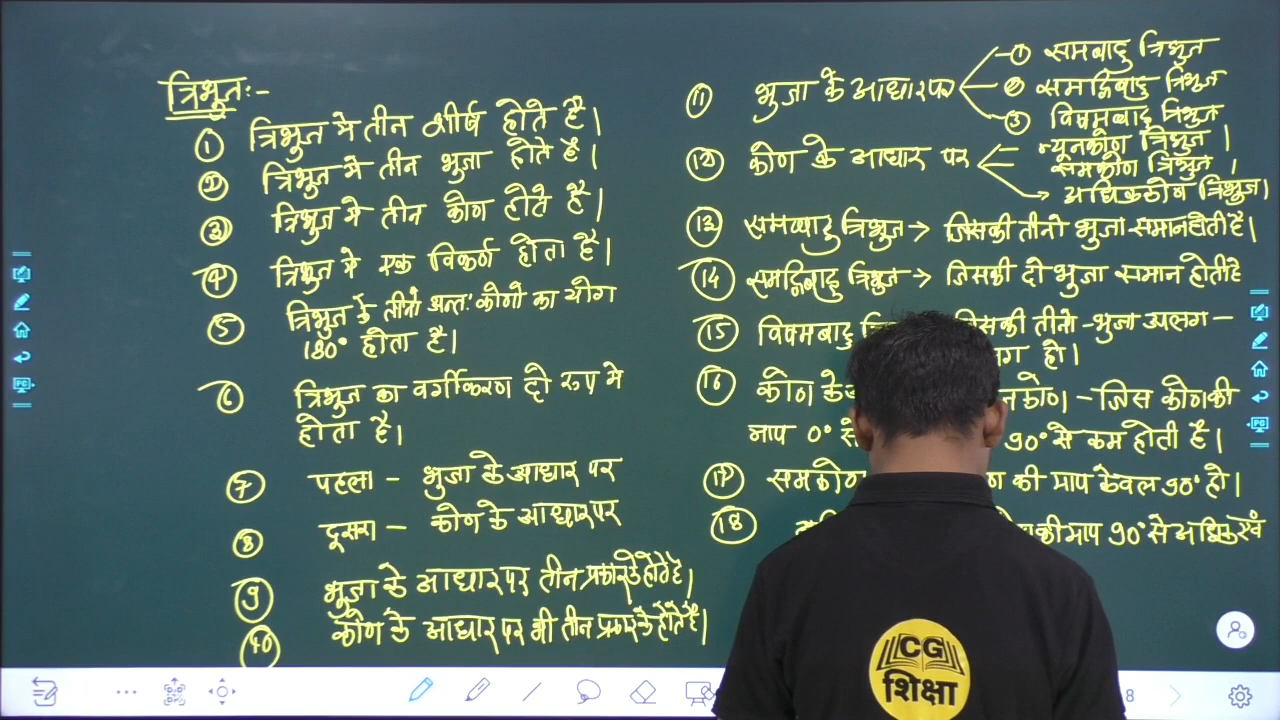 त्रिभुजः-
① त्रिभुज मे तीन शीर्ष होते है।
② त्रिभुज मे तीन भुजा होते है।
③ त्रिभुज मे तीन कोण होते है।
④ त्रिभुज मे एक विकर्ण होता है।
⑤ त्रिभुज के तीनो अन्तः कोणो का योग
180° होता है।
⑥ त्रिभुज का वर्गीकरण दो रूप मे
होता है।
⑦ पहला - भुजा के आधार पर
⑧ दूसरा - कोण के आधार पर
⑨ भुजा के आधार पर तीन प्रकार के होते है।
⑩ कोण के आधार पर भी तीन प्रकार के होते है।
⑪ भुजा के आधार पर
① समबाहु त्रिभुज
② समद्विबाहु त्रिभुज
③ विषमबाहु त्रिभुज
⑫ कोण के आधार पर
न्यूनकोण त्रिभुज।
समकोण त्रिभुज।
अधिककोण त्रिभुज।
⑬ समबाहु त्रिभुज → जिसकी तीनो भुजा समान होती है।
⑭ समद्विबाहु त्रिभुज → जिसकी दो भुजा समान होती है
⑮ विषमबाहु जिसकी तीनो -भुजा अलग-
हो।
⑯ कोण के - जिस कोण की
माप 0° से 90° से कम होती है।
⑰ समकोण की माप केवल 90° हो।
⑱ माप 90° से अधिक एवं
CG
शिक्षा
8